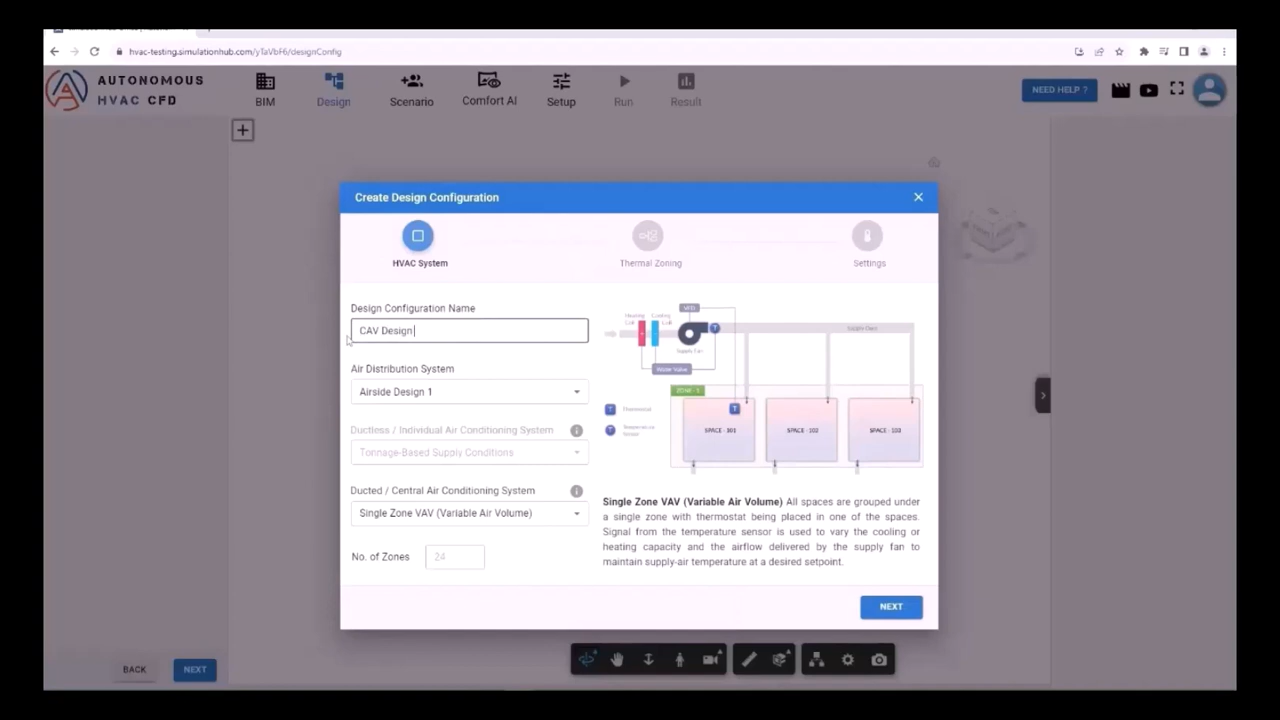 hvac-testing.simulationhub.com/yTaVbF6/designConfig
AUTONOMOUS
HVAC CFD
BIM
Design
Scenario
Comfort AI
Setup
Run
Result
NEED HELP ?
Create Design Configuration
HVAC System
Thermal Zoning
Settings
Design Configuration Name
CAV Design
Air Distribution System
Airside Design 1
Ductless / Individual Air Conditioning System
Tonnage-Based Supply Conditions
Ducted / Central Air Conditioning System
Single Zone VAV (Variable Air Volume)
No. of Zones
24
Heating
Coil
Cooling
Coil
VFD
T
Supply Duct
Supply Fan
Water Valve
ZONE - 1
T
Thermostat
T
Temperature
Sensor
T
SPACE - 101
SPACE - 102
SPACE - 103
Single Zone VAV (Variable Air Volume) All spaces are grouped under
a single zone with thermostat being placed in one of the spaces.
Signal from the temperature sensor is used to vary the cooling or
heating capacity and the airflow delivered by the supply fan to
maintain supply-air temperature at a desired setpoint.
NEXT
BACK
NEXT